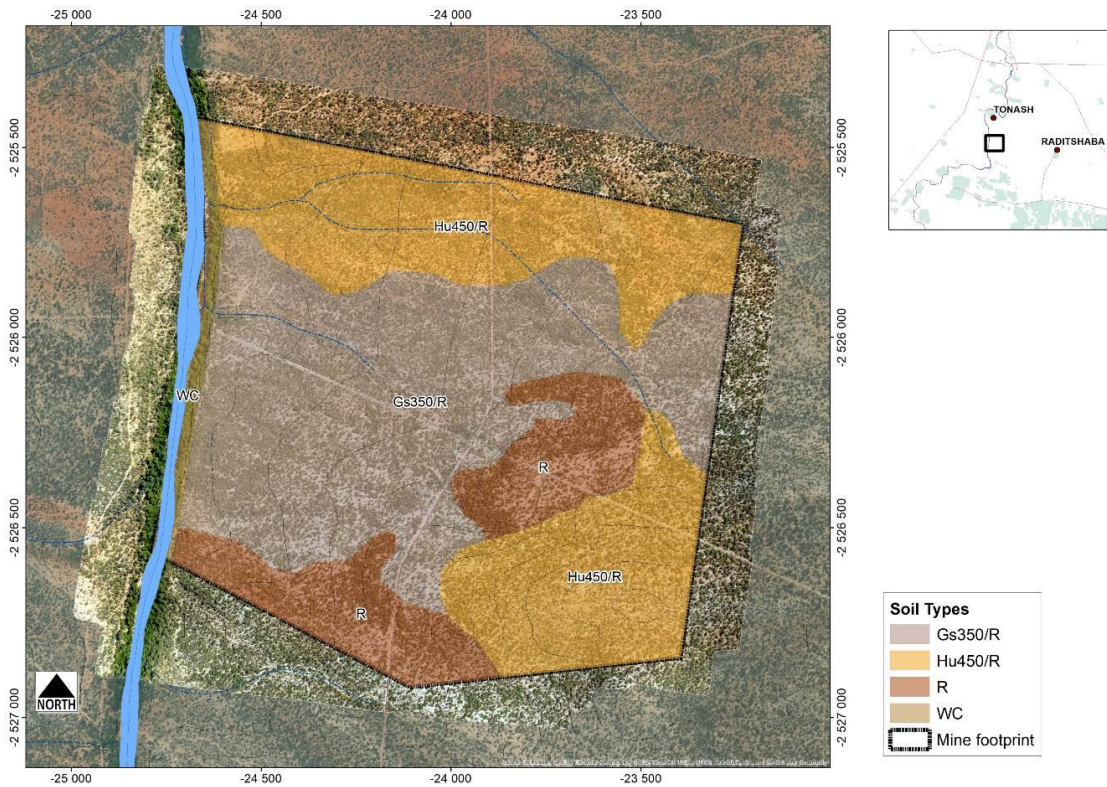 -25 000
-24 500
-24 000
-23 500
-2 525 500
-2 525 500
Hu450/R
-2 526 000
-2 526 000
WC
Gs350/R
R
-2 526 500
-2 526 500
Hu450/R
R
NORTH
-2 527 000
-2 527 000
-25 000
-24 500
-24 000
-23 500
TONASH
RADITSHABA
Soil Types
Gs350/R
Hu450/R
R
WC
Mine footprint